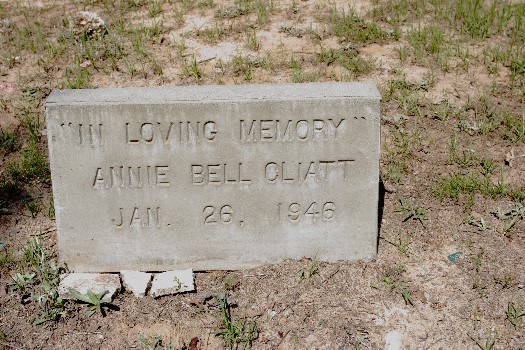 "IN LOVING MEMORY"
ANNIE BELL CLIATT
JAN. 26. 1946